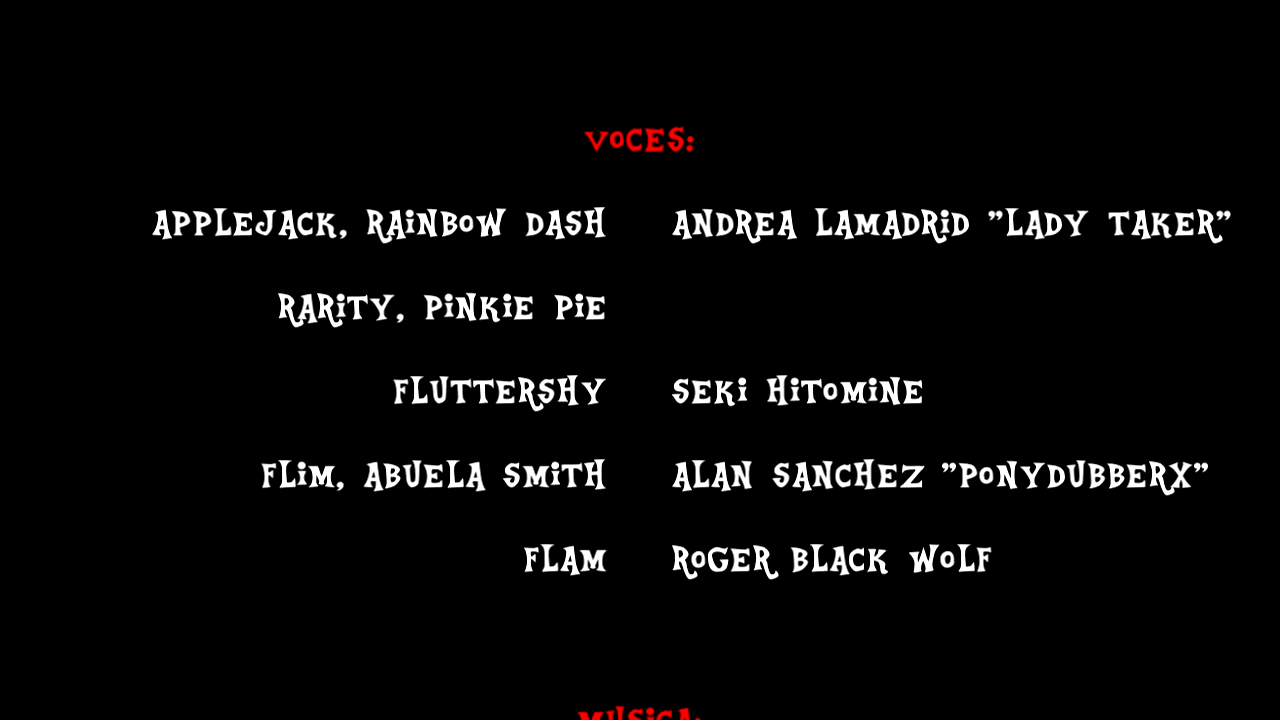 VOCES:
APPLEJACK, RAiNBOW DASH ANDREA LAMADRiD "LADY TAKER"
RARiTY, PiNKiE PiE
FLUTTERSHY SEKi HiTOMiNE
FLiM, ABUELA SMiTH ALAN SANCHEZ "PONYDUBBERX"
FLAM ROGER BLACK WOLF
MUSiCA: